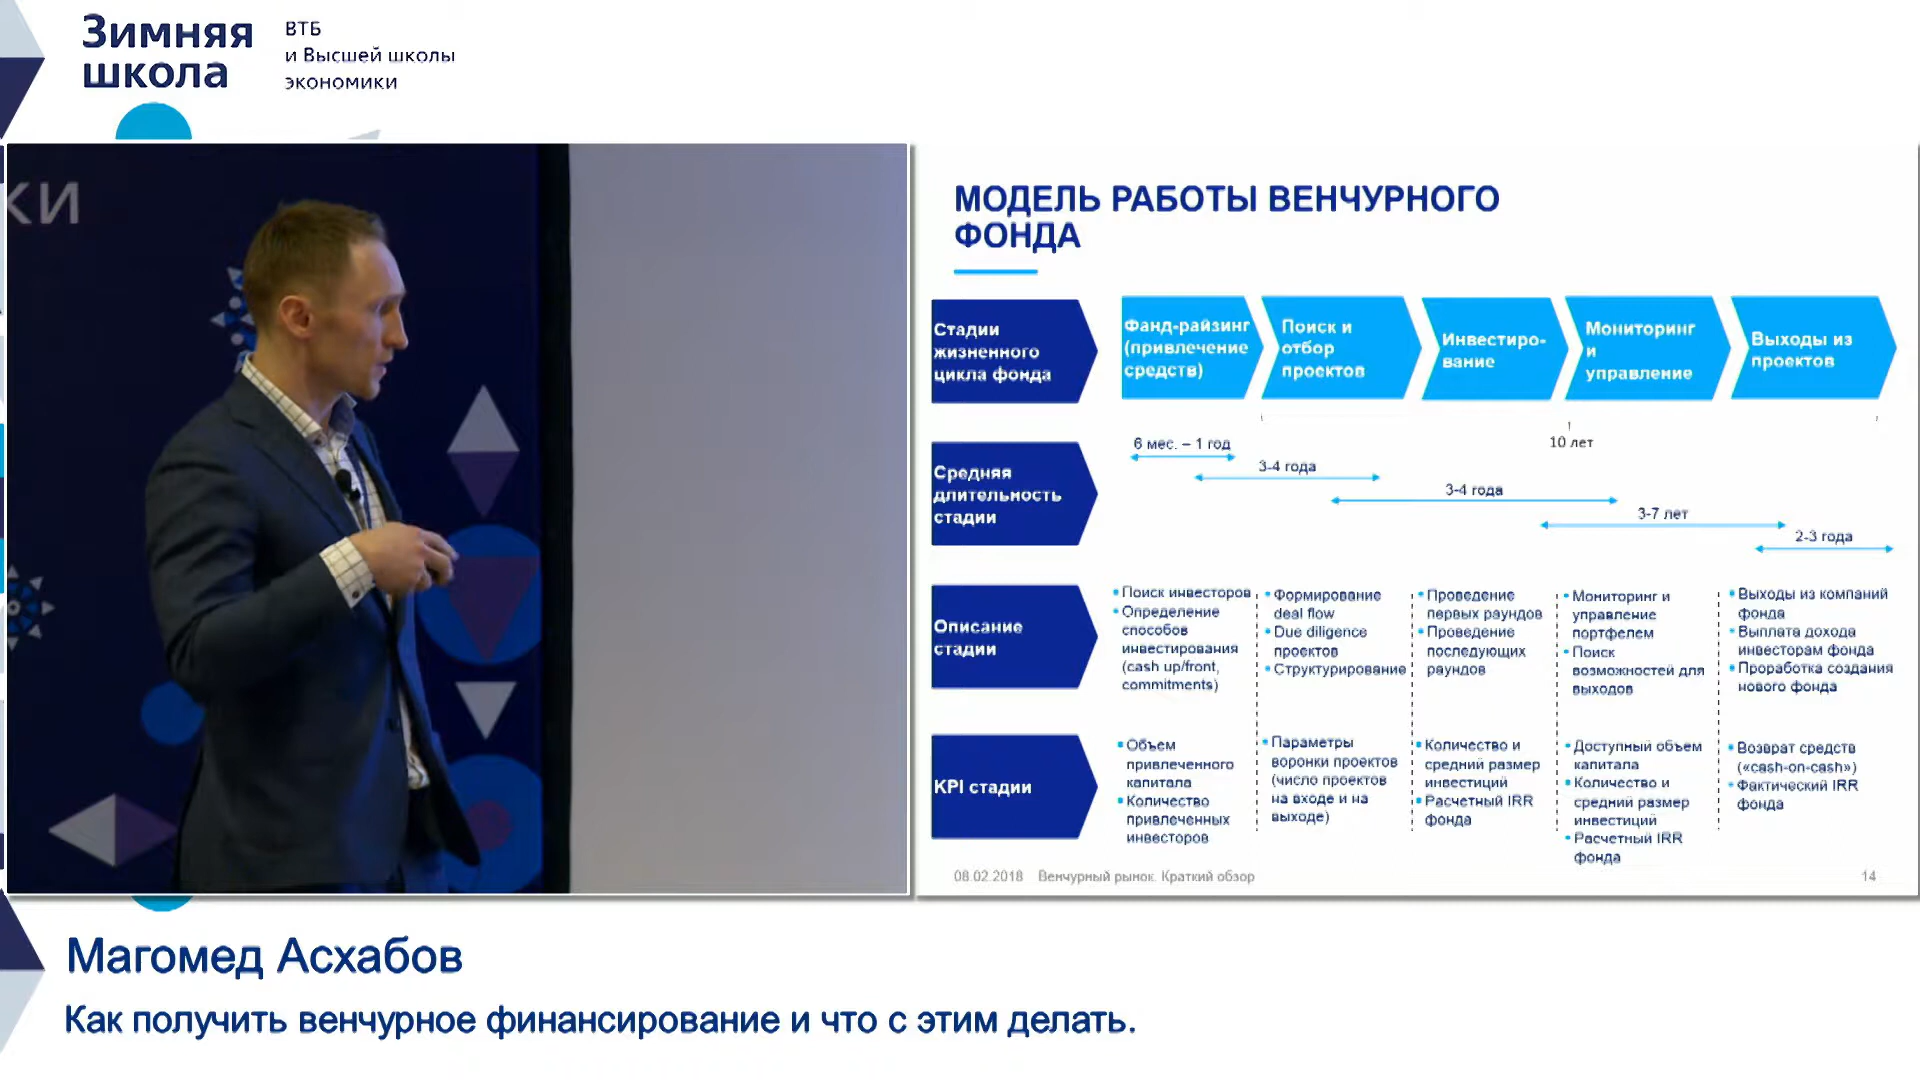 Зимняя
школа
ВТБ
и Высшей школы
экономики
КИ
МОДЕЛЬ РАБОТЫ ВЕНЧУРНОГО
ФОНДА
Стадии
жизненного
цикла фонда
Фанд-райзинг
(привлечение
средств)
Поиск и
отбор
проектов
Инвестиро-
вание
Мониторинг
и
управление
Выходы из
проектов
10 лет
Средняя
длительность
стадии
6 мес. – 1 год
3-4 года
3-4 года
3-7 лет
2-3 года
Описание
стадии
• Поиск инвесторов
• Определение
способов
инвестирования
(cash up/front,
commitments)
• Формирование
deal flow
• Due diligence
проектов
• Структурирование
• Проведение
первых раундов
• Проведение
последующих
раундов
• Мониторинг и
управление
портфелем
• Поиск
возможностей для
выходов
• Выходы из компаний
фонда
• Выплата дохода
инвесторам фонда
• Проработка создания
нового фонда
KPI стадии
• Объем
привлеченного
капитала
• Количество
привлеченных
инвесторов
• Параметры
воронки проектов
(число проектов
на входе и на
выходе)
• Количество и
средний размер
инвестиций
• Расчетный IRR
фонда
• Доступный объем
капитала
• Количество и
средний размер
инвестиций
• Расчетный IRR
фонда
• Возврат средств
(«cash-on-cash»)
• Фактический IRR
фонда
08.02.2018 Венчурный рынок. Краткий обзор
14
Магомед Асхабов
Как получить венчурное финансирование и что с этим делать.